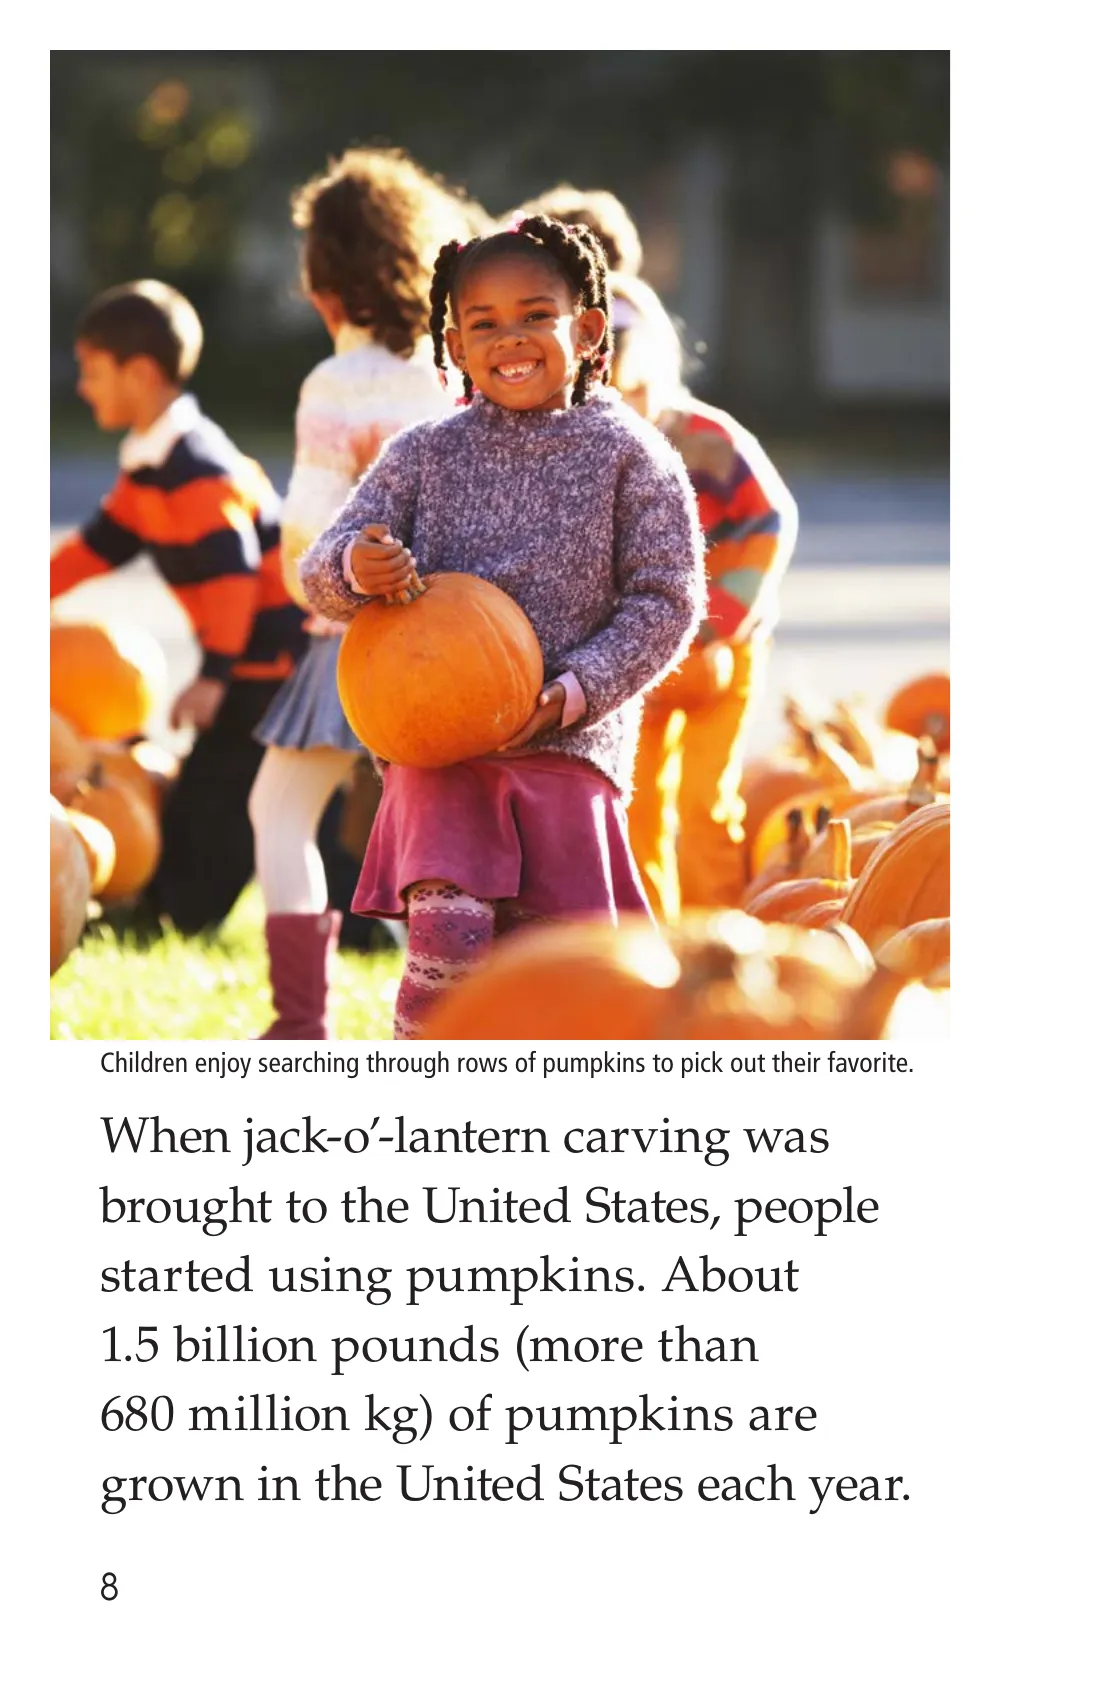 Children enjoy searching through rows of pumpkins to pick out their favorite.
When jack-o’-lantern carving was
brought to the United States, people
started using pumpkins. About
1.5 billion pounds (more than
680 million kg) of pumpkins are
grown in the United States each year.
8